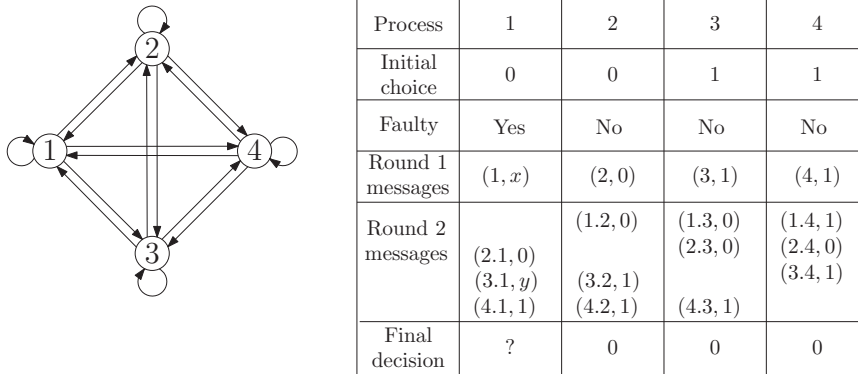 2
1
4
3
Process 1 2 3 4
Initial choice 0 0 1 1
Faulty Yes No No No
Round 1 messages (1, x) (2, 0) (3, 1) (4, 1)
Round 2 messages
(1.2, 0) (1.3, 0) (1.4, 1)
(2.1, 0) (2.3, 0) (2.4, 0)
(3.1, y) (3.2, 1) (3.4, 1)
(4.1, 1) (4.2, 1) (4.3, 1)
Final decision ? 0 0 0